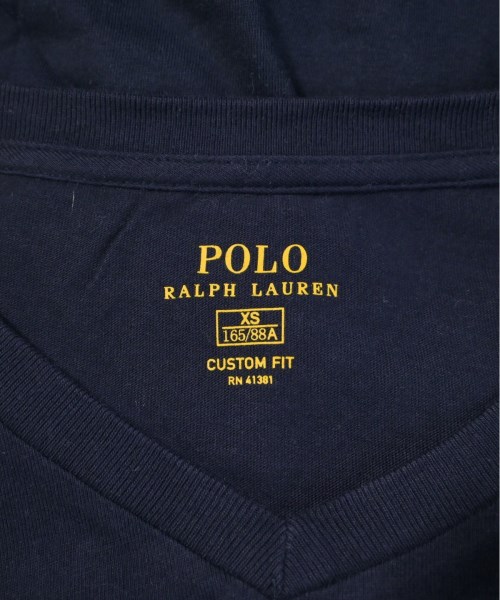 POLO
RALPH LAUREN
XS
165/88A
CUSTOM FIT
RN 41381